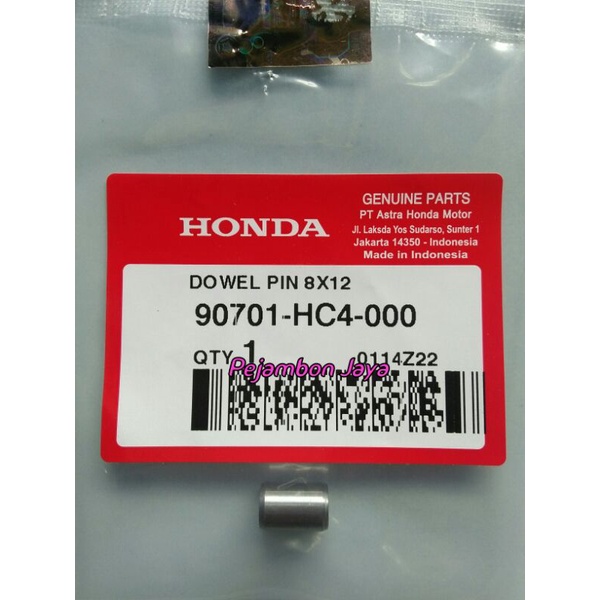 HONDA
GENUINE PARTS
PT Astra Honda Motor
Jl. Laksda Yos Sudarso, Sunter 1
Jakarta 14350 - Indonesia
Made in Indonesia
DOWEL PIN 8X12
90701-HC4-000
QTY 1 0114Z22
Pejambon Jaya